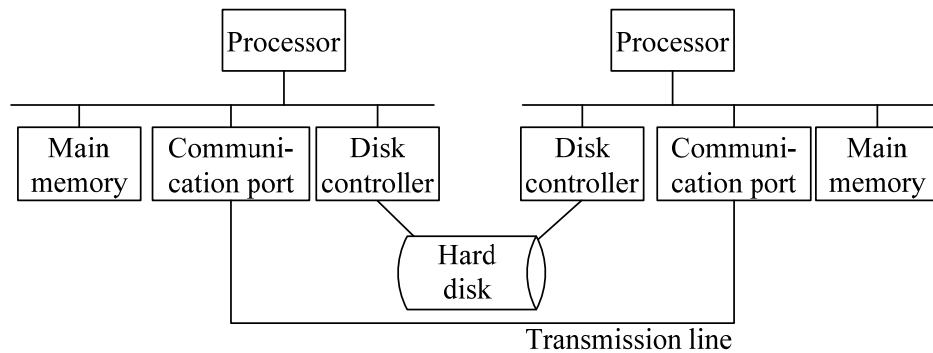 Processor
Processor
Main
memory
Communi-
cation port
Disk
controller
Disk
controller
Communi-
cation port
Main
memory
Hard
disk
Transmission line